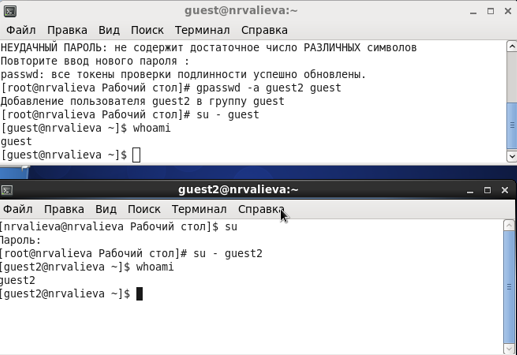 guest@nrvalieva:~
Файл Правка Вид Поиск Терминал Справка
НЕУДАЧНЫЙ ПАРОЛЬ: не содержит достаточное число РАЗЛИЧНЫХ символов
Повторите ввод нового пароля :
passwd: все токены проверки подлинности успешно обновлены.
[root@nrvalieva Рабочий стол]# gpasswd -a guest2 guest
Добавление пользователя guest2 в группу guest
[root@nrvalieva Рабочий стол]# su - guest
[guest@nrvalieva ~]$ whoami
guest
[guest@nrvalieva ~]$
guest2@nrvalieva:~
Файл Правка Вид Поиск Терминал Справка
[nrvalieva@nrvalieva Рабочий стол]$ su
Пароль:
[root@nrvalieva Рабочий стол]# su - guest2
[guest2@nrvalieva ~]$ whoami
guest2
[guest2@nrvalieva ~]$